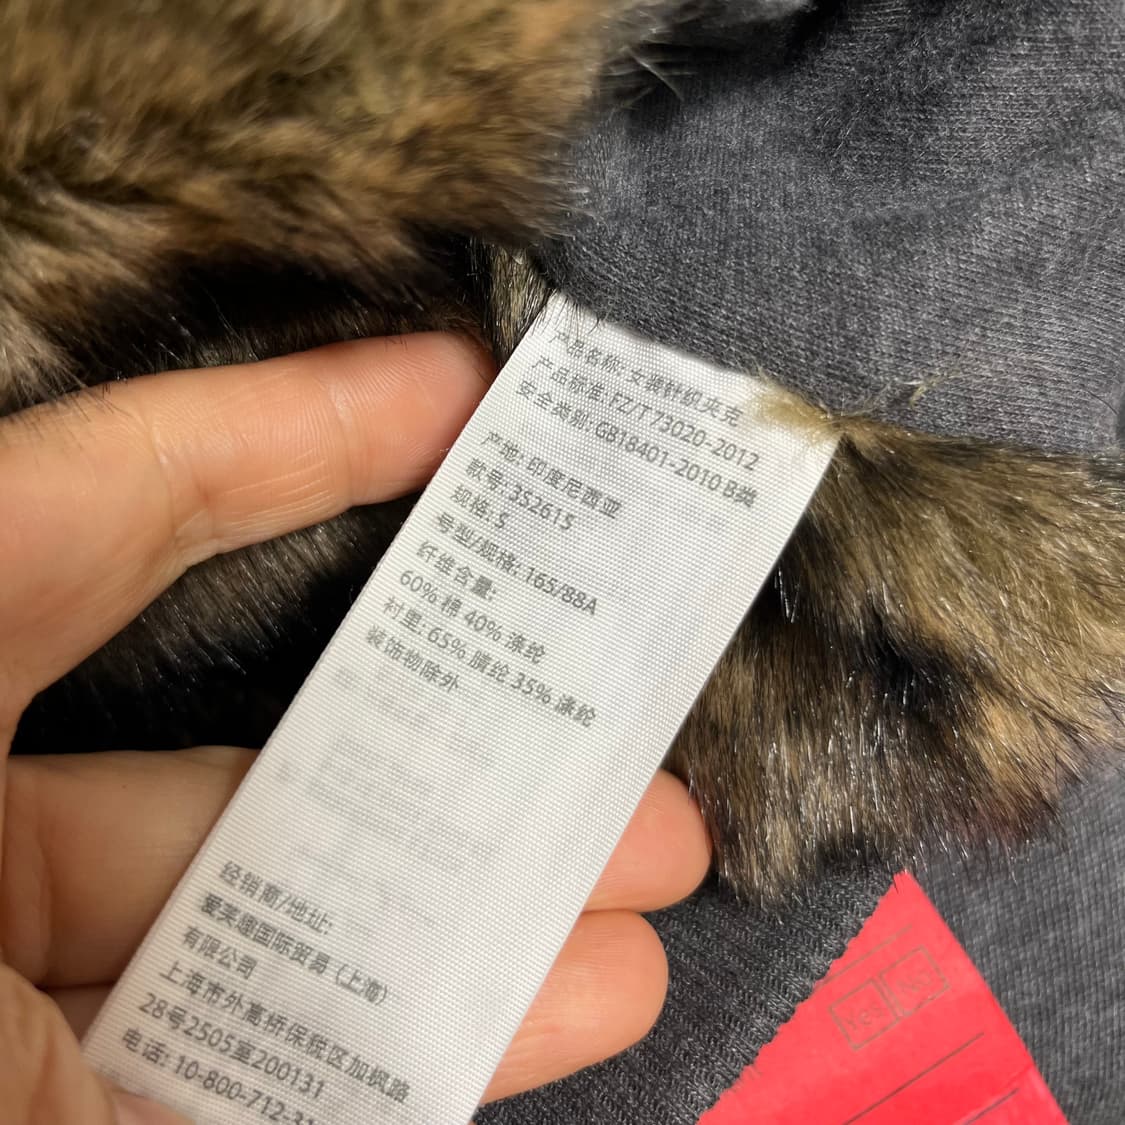 产品名称: 女装针织夹克
产品标准: FZ/T 73020-2012
安全类别: GB18401-2010 B类
产地: 印度尼西亚
款号: 352615
规格: S
号型/规格: 165/88A
纤维含量:
60% 棉 40% 涤纶
衬里: 65% 腈纶 35% 涤纶
装饰物除外
经销商/地址:
爱芙趣国际贸易 (上海)
有限公司
上海市外高桥保税区加枫路
28号2505室200131
电话: 10-800-712-31
Yes No